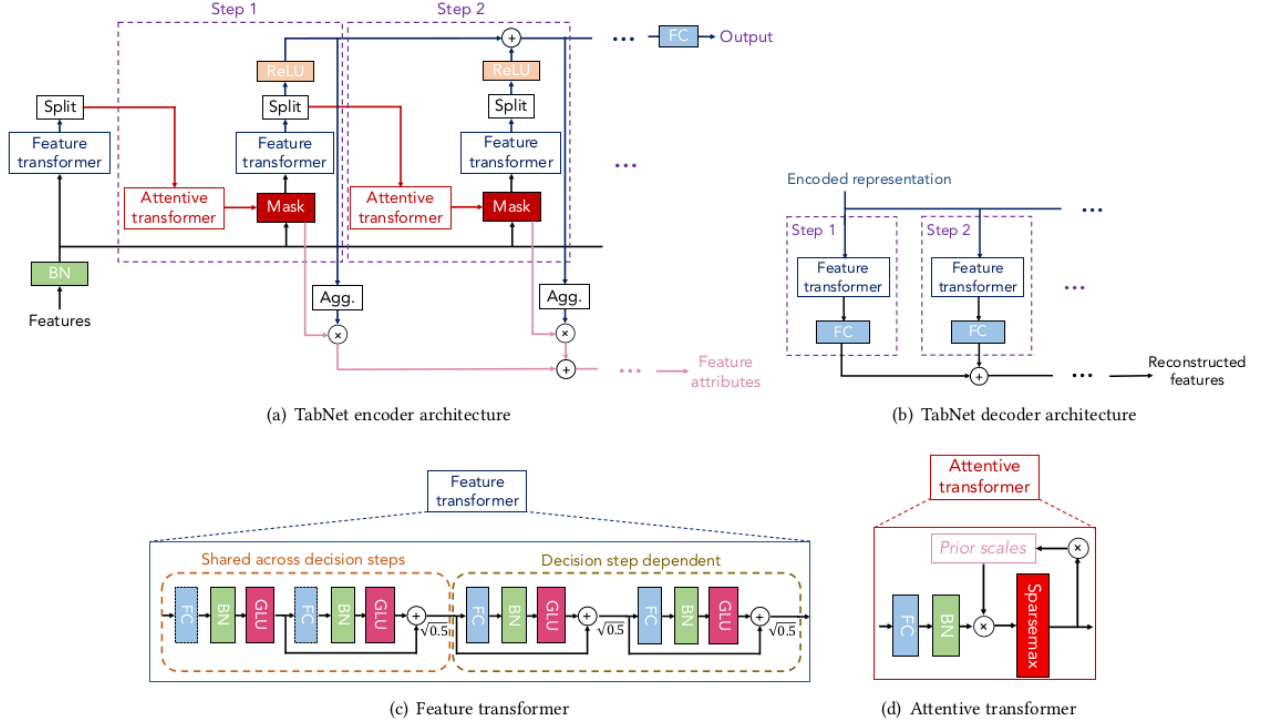 Step 1
Step 2
FC
Output
ReLU
ReLU
Split
Split
Split
Feature
transformer
Feature
transformer
Feature
transformer
Attentive
transformer
Mask
Attentive
transformer
Mask
BN
Features
Agg.
Agg.
Feature
attributes
(a) TabNet encoder architecture
Encoded representation
Step 1
Step 2
Feature
transformer
Feature
transformer
FC
FC
Reconstructed
features
(b) TabNet decoder architecture
Feature
transformer
Shared across decision steps
Decision step dependent
FC
BN
GLU
FC
BN
GLU
√0.5
FC
BN
GLU
√0.5
FC
BN
GLU
√0.5
(c) Feature transformer
Attentive
transformer
Prior scales
FC
BN
Sparsemax
(d) Attentive transformer